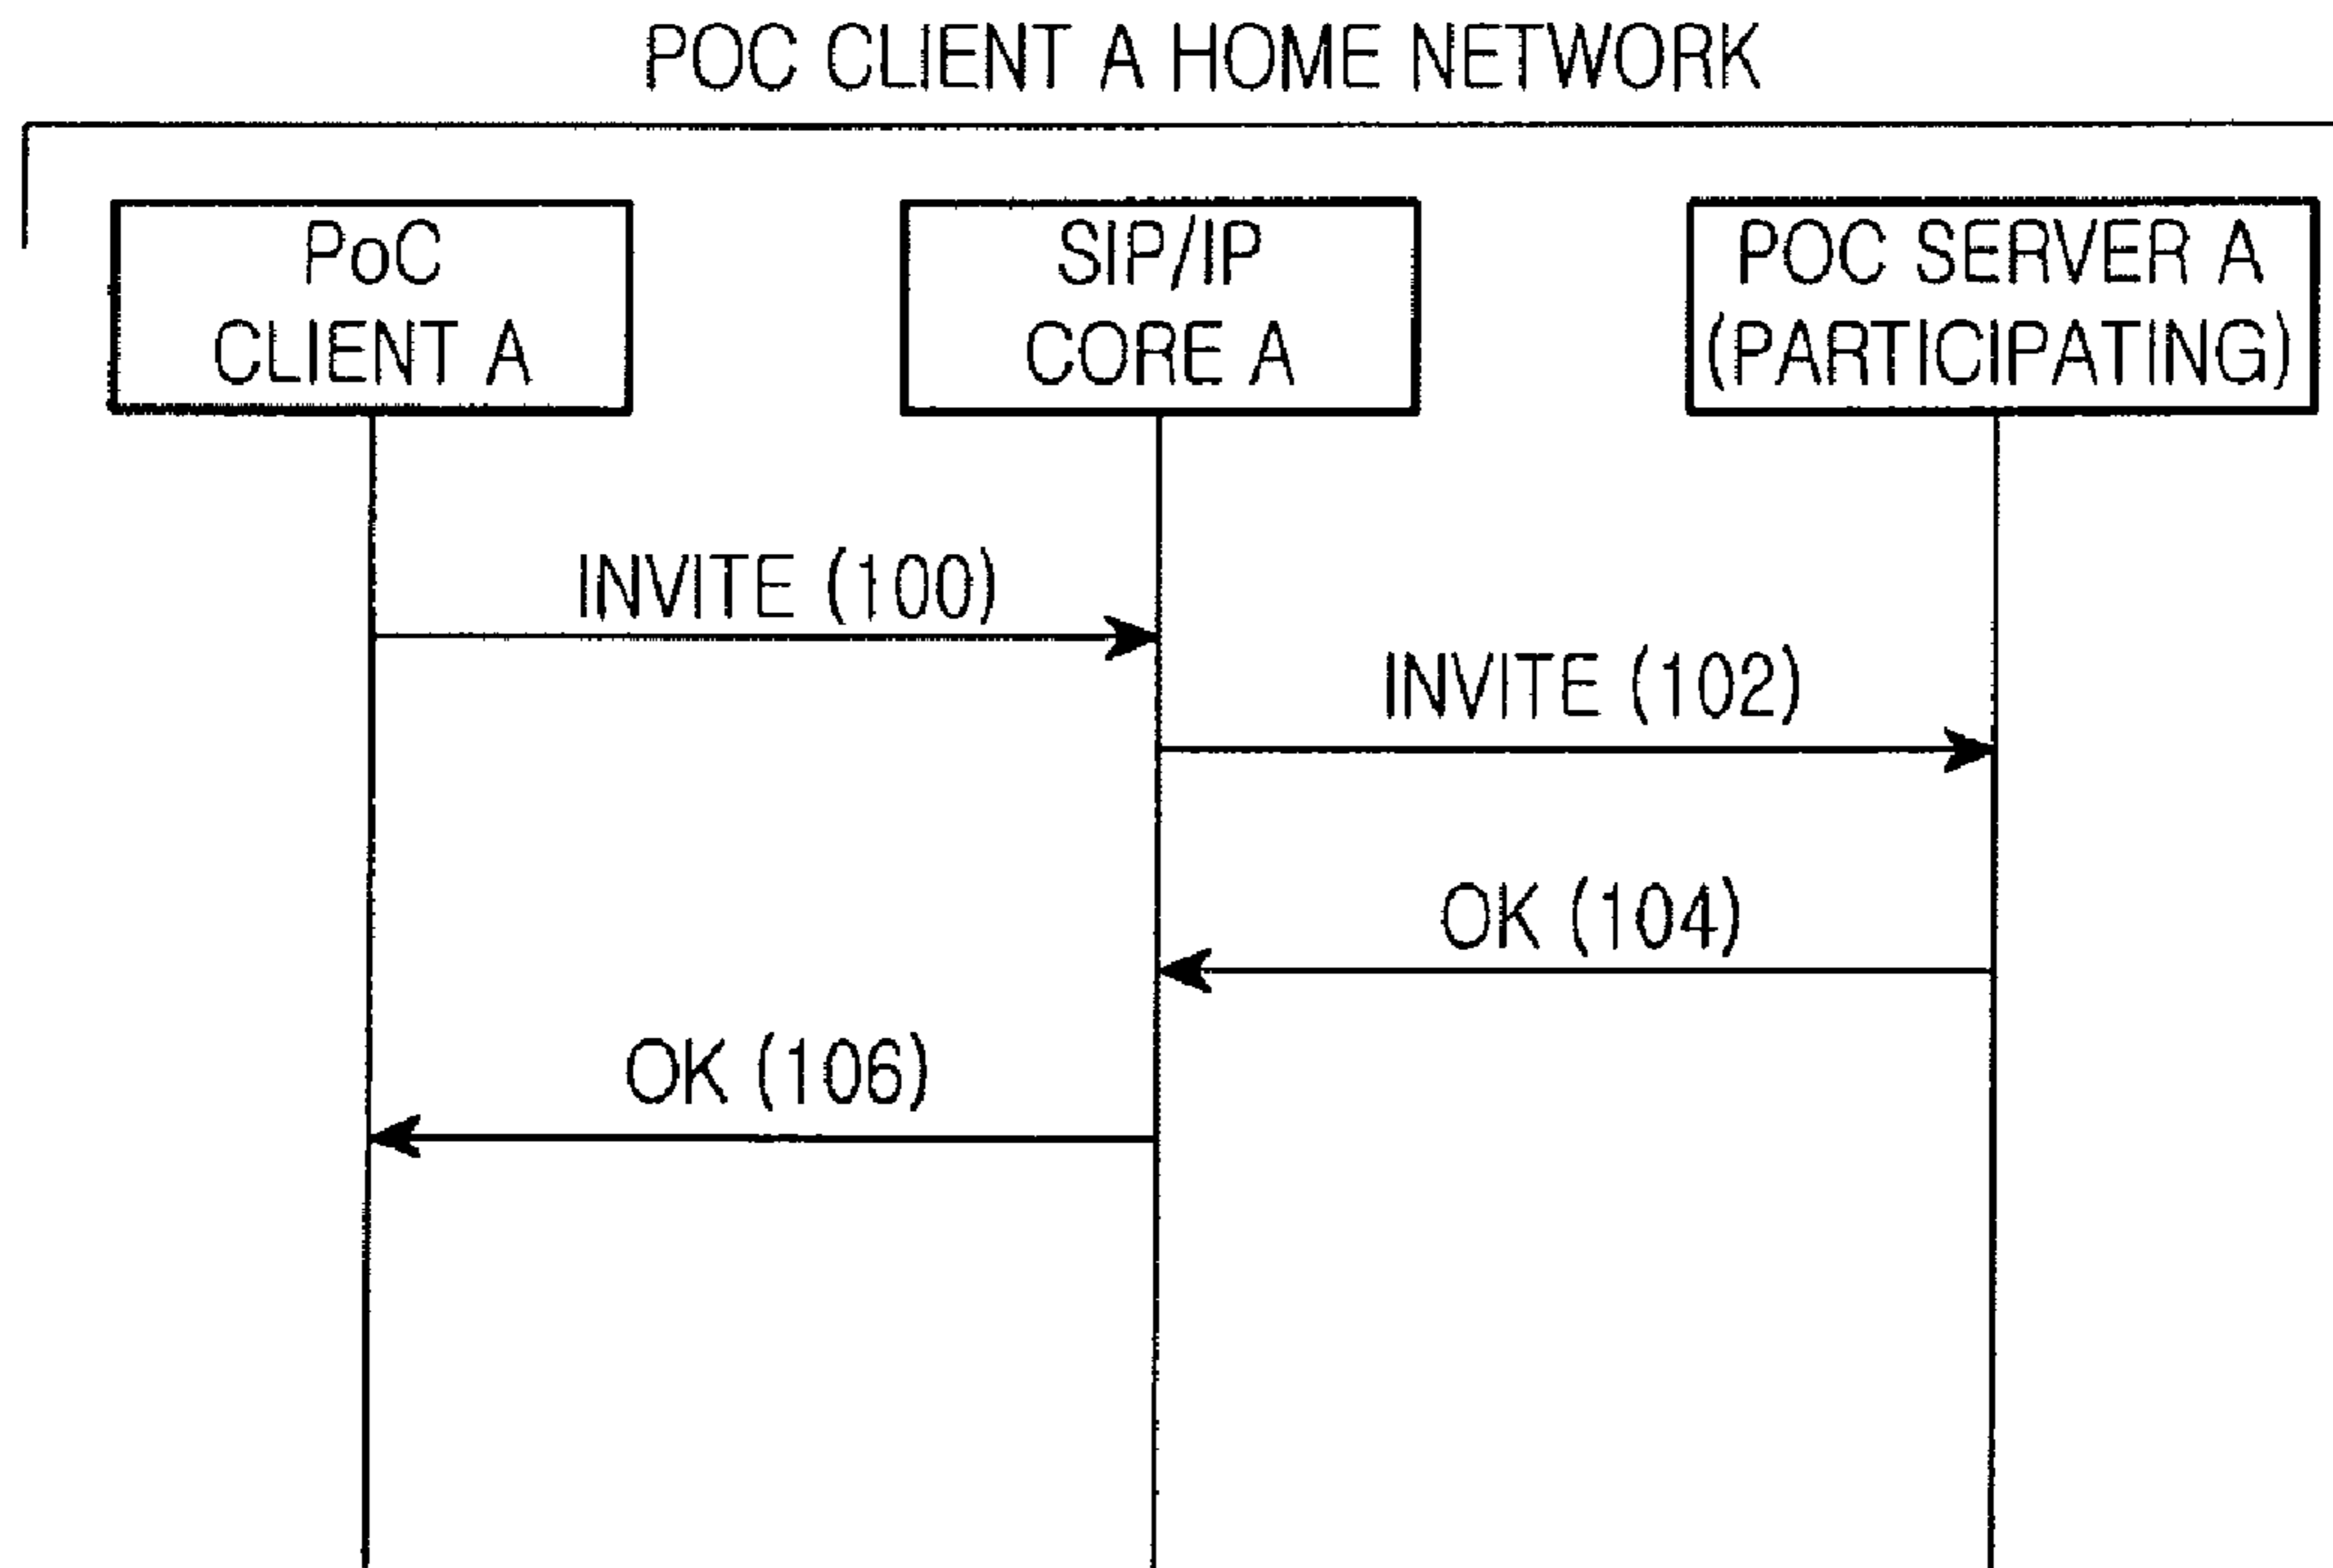 POC CLIENT A HOME NETWORK
PoC
CLIENT A
SIP/IP
CORE A
POC SERVER A
(PARTICIPATING)
INVITE (100)
INVITE (102)
OK (104)
OK (106)